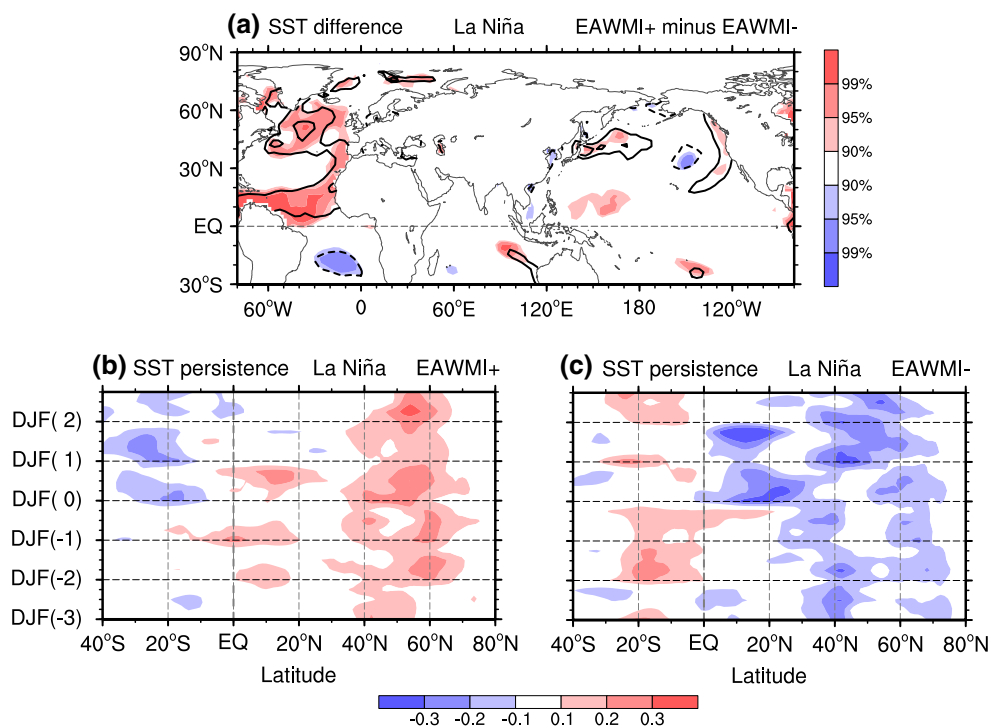 (a) SST difference La Niña EAWMI+ minus EAWMI-
90°N
60°N
30°N
EQ
30°S
60°W 0 60°E 120°E 180 120°W
99%
95%
90%
90%
95%
99%
(b) SST persistence La Niña EAWMI+
DJF( 2)
DJF( 1)
DJF( 0)
DJF(-1)
DJF(-2)
DJF(-3)
40°S 20°S EQ 20°N 40°N 60°N 80°N
Latitude
(c) SST persistence La Niña EAWMI-
40°S 20°S EQ 20°N 40°N 60°N 80°N
Latitude
-0.3 -0.2 -0.1 0.1 0.2 0.3